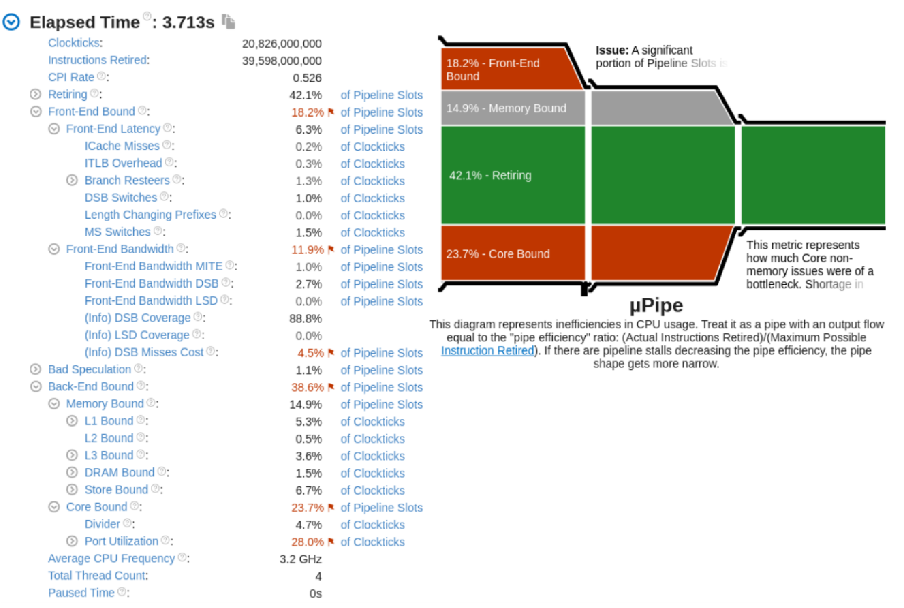 Elapsed Time: 3.713s
Clockticks: 20,826,000,000
Instructions Retired: 39,598,000,000
CPI Rate: 0.526
Retiring: 42.1% of Pipeline Slots
Front-End Bound: 18.2% of Pipeline Slots
Front-End Latency: 6.3% of Pipeline Slots
ICache Misses: 0.2% of Clockticks
ITLB Overhead: 0.3% of Clockticks
Branch Resteers: 1.3% of Clockticks
DSB Switches: 1.0% of Clockticks
Length Changing Prefixes: 0.0% of Clockticks
MS Switches: 1.5% of Clockticks
Front-End Bandwidth: 11.9% of Pipeline Slots
Front-End Bandwidth MITE: 1.0% of Pipeline Slots
Front-End Bandwidth DSB: 2.7% of Pipeline Slots
Front-End Bandwidth LSD: 0.0% of Pipeline Slots
(Info) DSB Coverage: 88.8%
(Info) LSD Coverage: 0.0%
(Info) DSB Misses Cost: 4.5% of Pipeline Slots
Bad Speculation: 1.1% of Pipeline Slots
Back-End Bound: 38.6% of Pipeline Slots
Memory Bound: 14.9% of Pipeline Slots
L1 Bound: 5.3% of Clockticks
L2 Bound: 0.5% of Clockticks
L3 Bound: 3.6% of Clockticks
DRAM Bound: 1.5% of Clockticks
Store Bound: 6.7% of Clockticks
Core Bound: 23.7% of Pipeline Slots
Divider: 4.7% of Clockticks
Port Utilization: 28.0% of Clockticks
Average CPU Frequency: 3.2 GHz
Total Thread Count: 4
Paused Time: 0s
18.2% - Front-End
Bound
14.9% - Memory Bound
42.1% - Retiring
23.7% - Core Bound
Issue: A significant
portion of Pipeline Slots is
This metric represents
how much Core non-
memory issues were of a
bottleneck. Shortage in
µPipe
This diagram represents inefficiencies in CPU usage. Treat it as a pipe with an output flow
equal to the "pipe efficiency" ratio: (Actual Instructions Retired)/(Maximum Possible
Instruction Retired). If there are pipeline stalls decreasing the pipe efficiency, the pipe
shape gets more narrow.